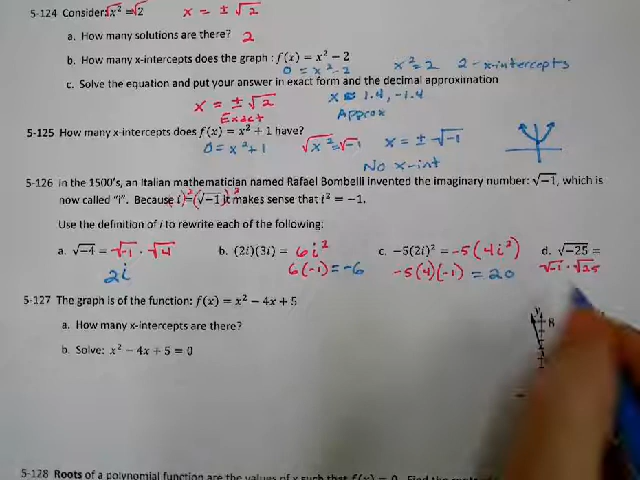 5-124 Consider: √x² = √2 x = ± √2
a. How many solutions are there? 2
b. How many x-intercepts does the graph : f(x) = x² − 2 x² = 2 2 - x-intercepts
0 = x² - 2
c. Solve the equation and put your answer in exact form and the decimal approximation
x = ± √2 x ≈ 1.4, -1.4
Exact Approx
5-125 How many x-intercepts does f(x) = x² + 1 have?
0 = x² + 1 √x² = √-1 x = ± √-1
No x-int
5-126 in the 1500's, an Italian mathematician named Rafael Bombelli invented the imaginary number: √−1, which is
now called "i". Because (i)² = (√−1)² it makes sense that i² = −1.
Use the definition of i to rewrite each of the following:
a. √−4 = √-1 · √4 b. (2i)(3i) = 6i² c. −5(2i)² = -5(4i²) d. √−25 =
2i 6(-1) = -6 -5(4)(-1) = 20 √-1 · √25
5-127 The graph is of the function: f(x) = x² − 4x + 5
y
8
a. How many x-intercepts are there?
b. Solve: x² − 4x + 5 = 0
5-128 Roots of a polynomial function are the values of x such that f(x) = 0. Find the